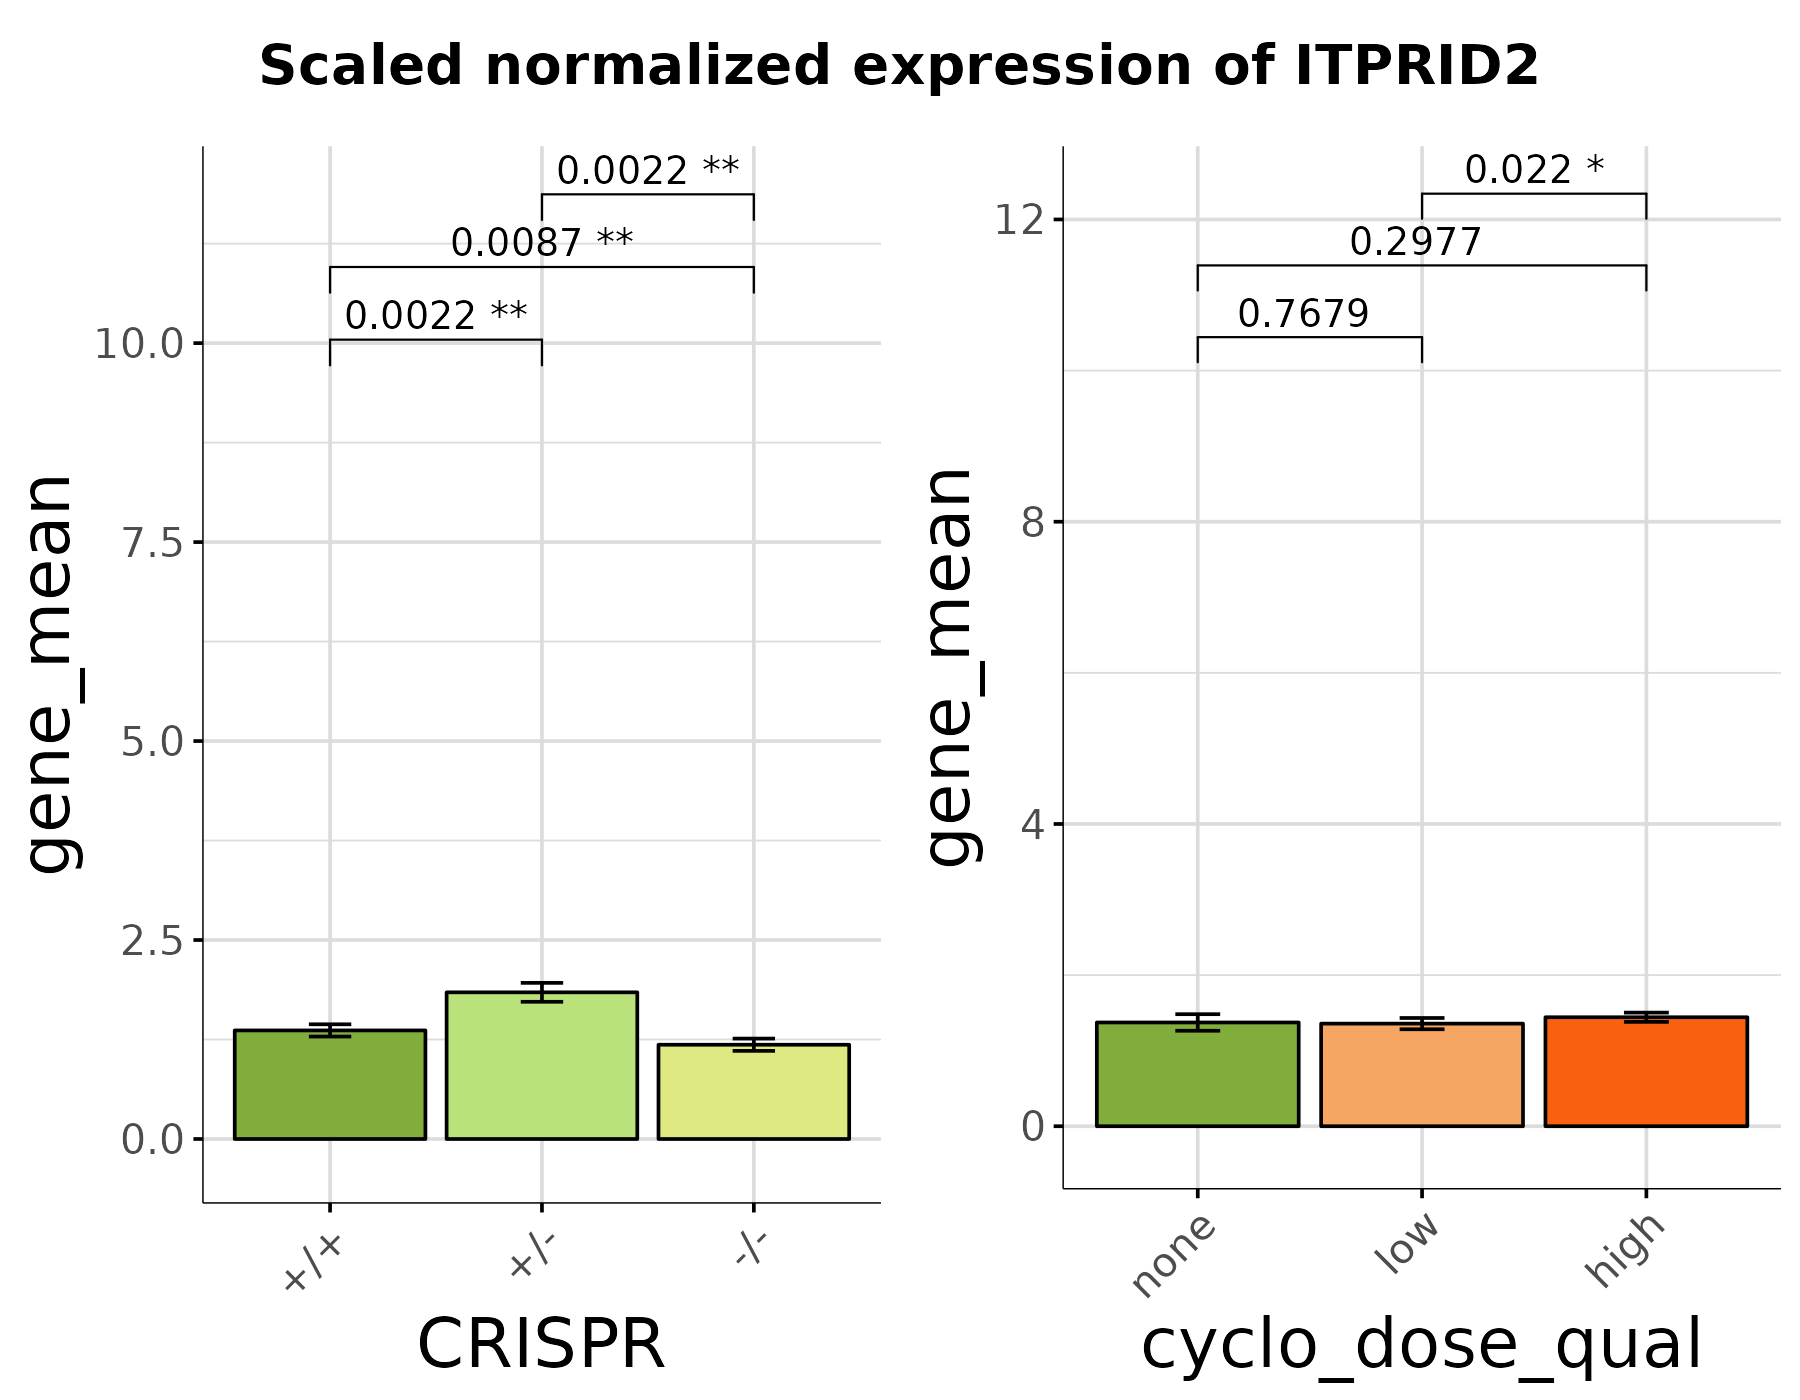 Scaled normalized expression of ITPRID2
gene_mean
0.0022 **
0.0087 **
0.0022 **
10.0
7.5
5.0
2.5
0.0
+/+
+/-
-/-
CRISPR
gene_mean
0.022 *
0.2977
0.7679
12
8
4
0
none
low
high
cyclo_dose_qual